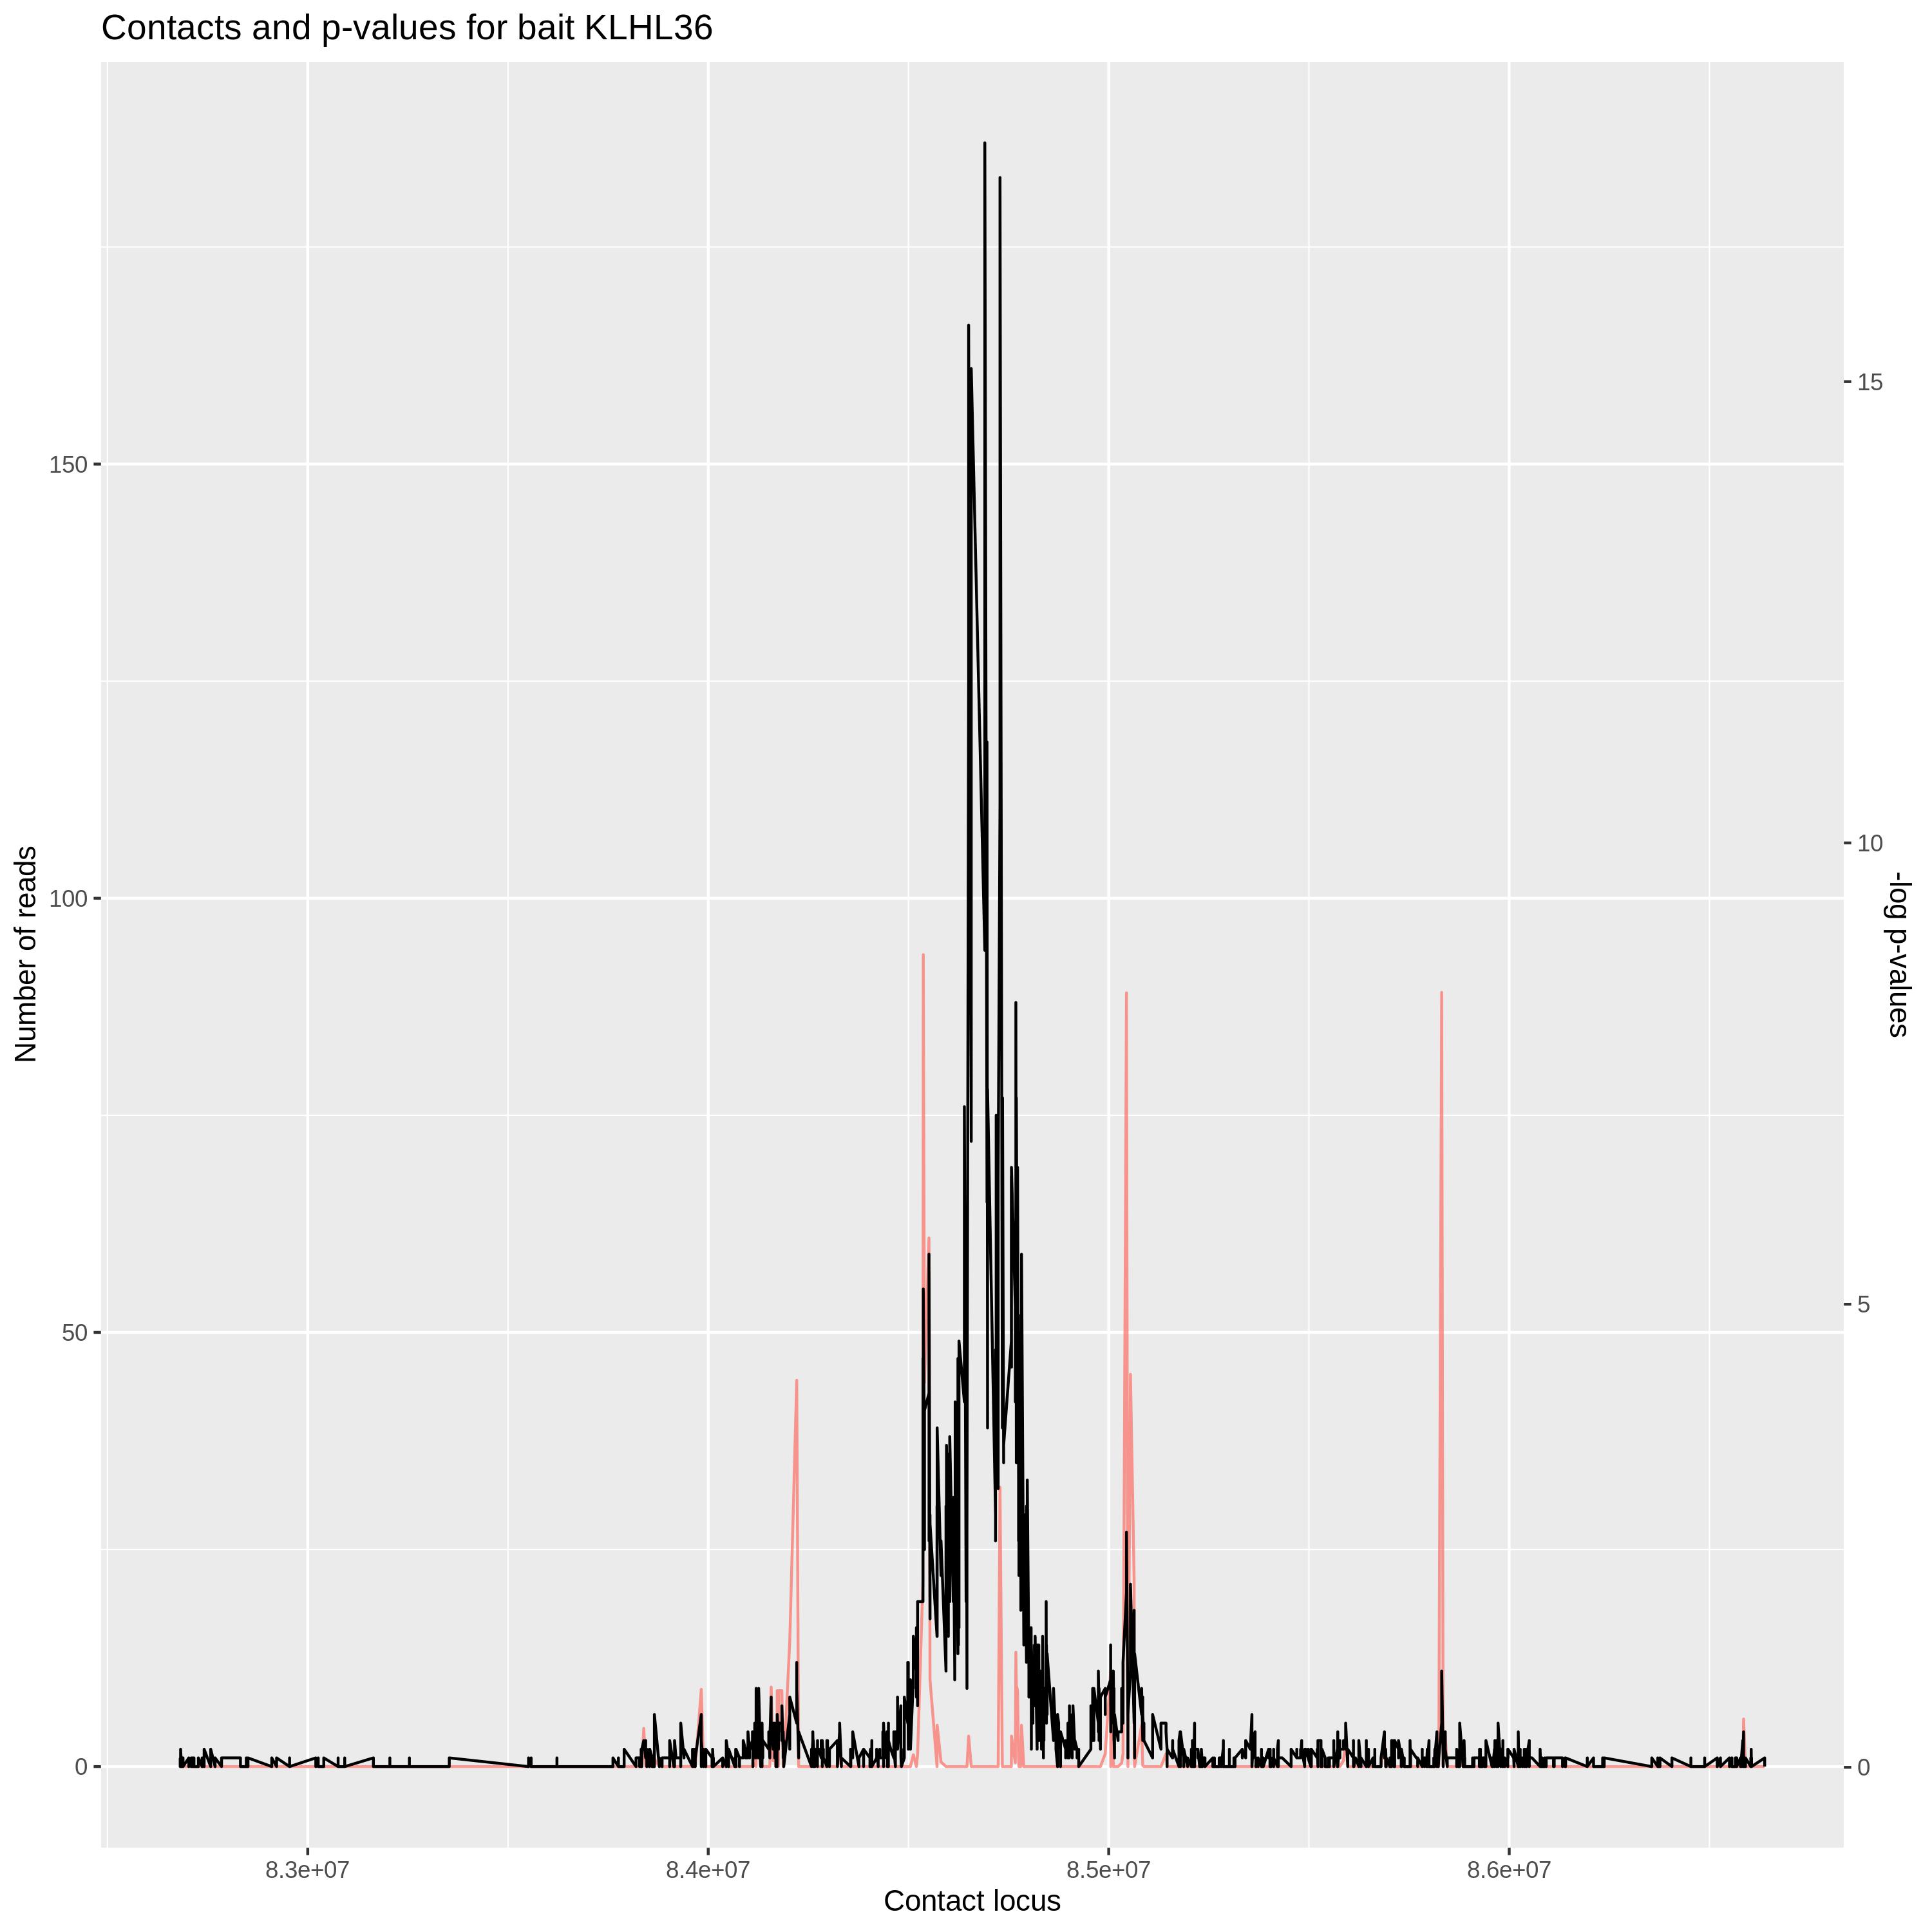 Contacts and p-values for bait KLHL36
Number of reads
150
100
50
0
15
10
5
0
-log p-values
8.3e+07 8.4e+07 8.5e+07 8.6e+07
Contact locus